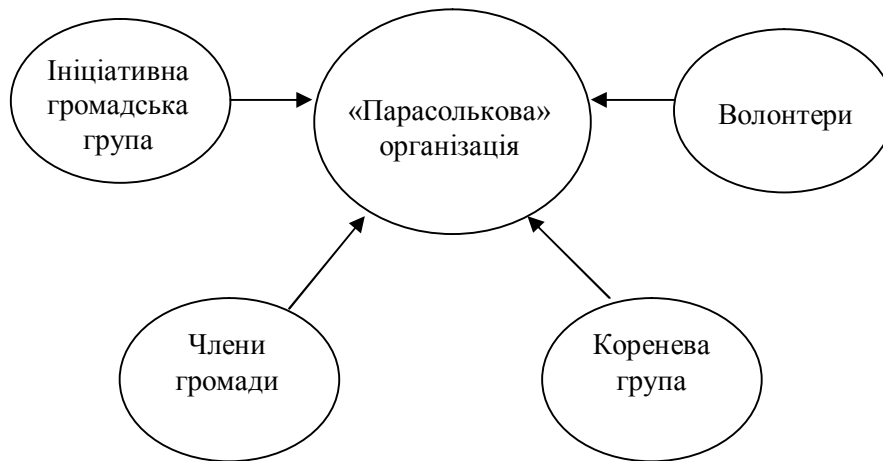 Ініціативна
громадська
група
«Парасолькова»
організація
Волонтери
Члени
громади
Коренева
група